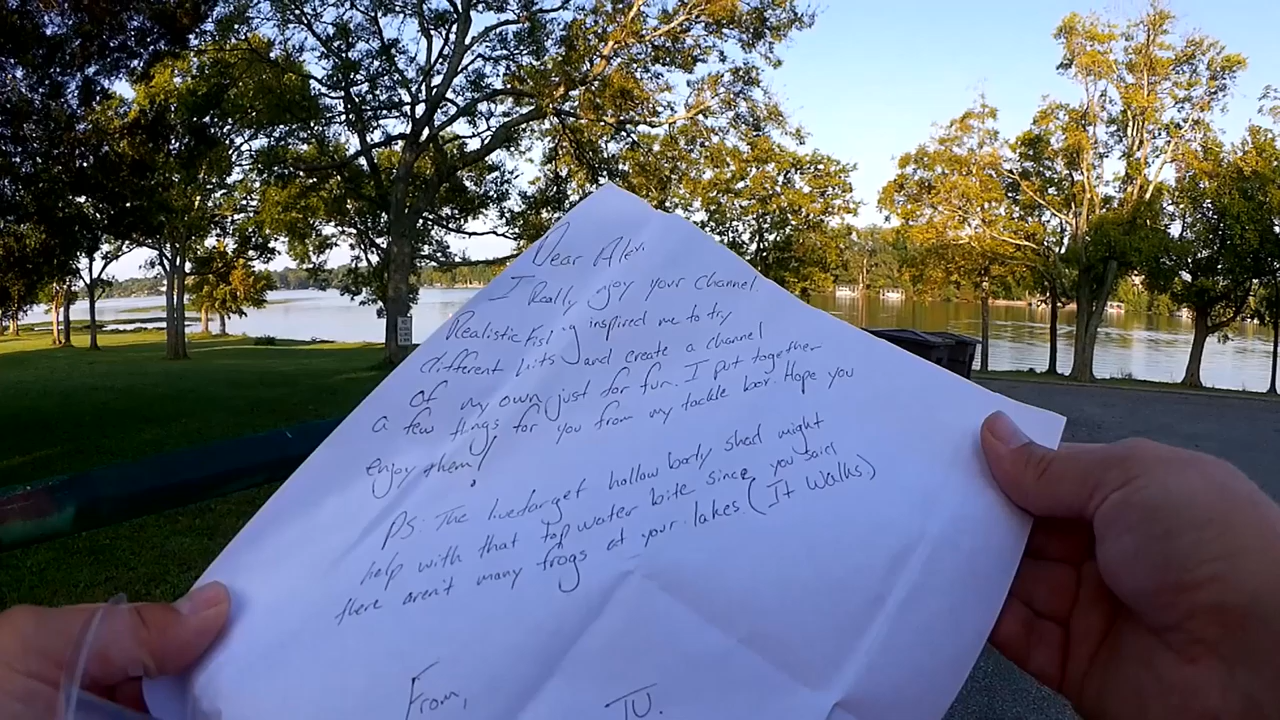 Dear Alex,
I Really enjoy your channel.
Realistic Fishing inspired me to try
different baits and create a channel
of my own just for fun. I put together
a few things for you from my tackle box. Hope you
enjoy them!
PS: The livetarget hollow body shad might
help with that top water bite since you said
there aren't many frogs at your lakes. (It walks)
From,
TU.